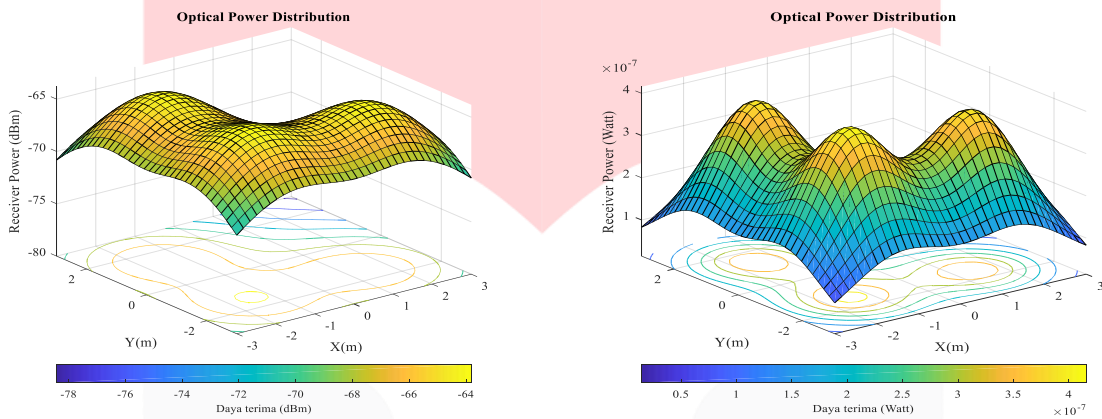 Optical Power Distribution
Receiver Power (dBm)
-65
-70
-75
-80
2
0
-2
Y(m)
-3
-2
-1
0
1
2
3
X(m)
-78 -76 -74 -72 -70 -68 -66 -64
Daya terima (dBm)
Optical Power Distribution
×10⁻⁷
Receiver Power (Watt)
4
3
2
1
2
0
-2
Y(m)
-3
-2
-1
0
1
2
3
X(m)
0.5 1 1.5 2 2.5 3 3.5 4
Daya terima (Watt)
×10⁻⁷